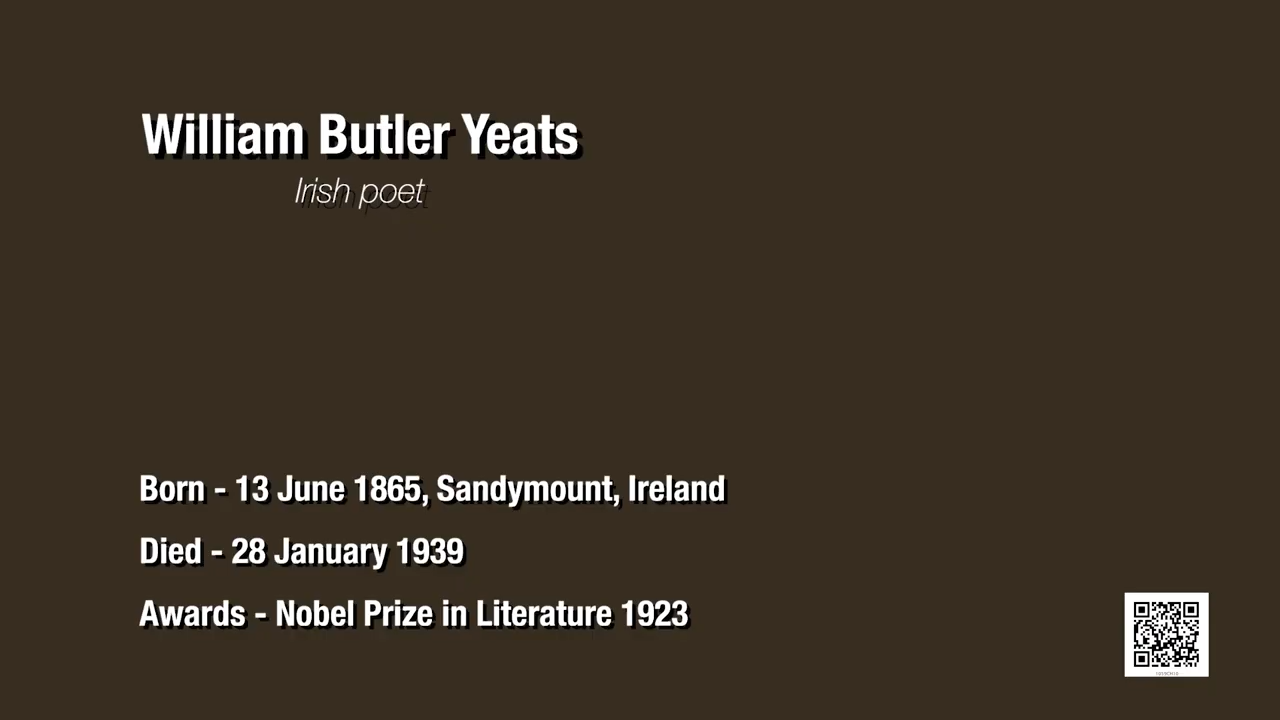 William Butler Yeats
Irish poet
Born - 13 June 1865, Sandymount, Ireland
Died - 28 January 1939
Awards - Nobel Prize in Literature 1923